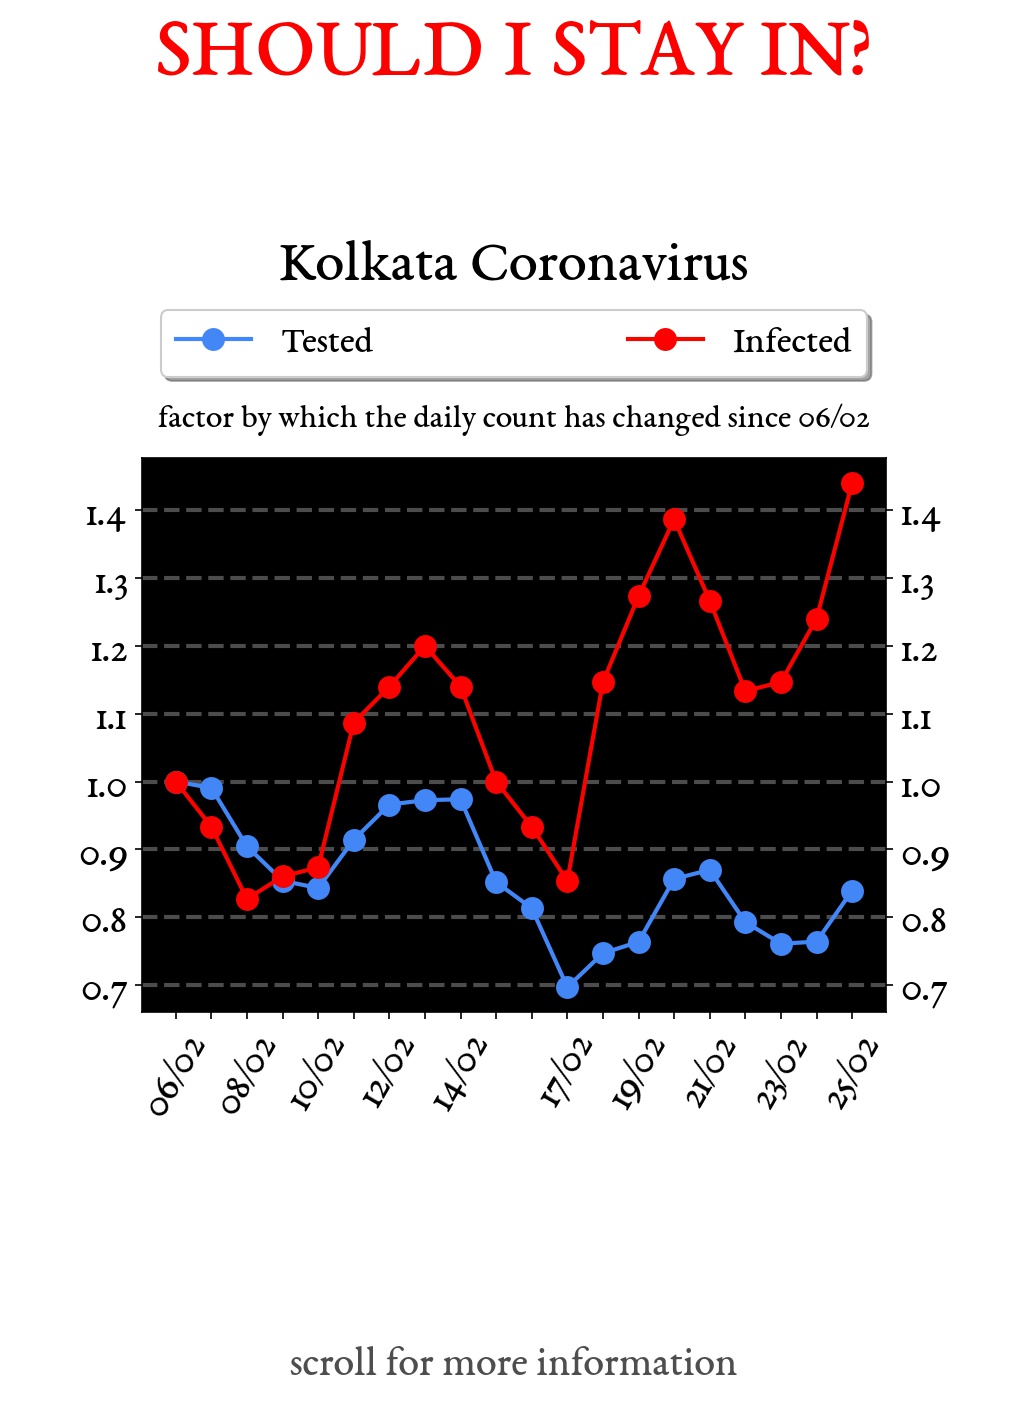 SHOULD I STAY IN?
Kolkata Coronavirus
Tested Infected
factor by which the daily count has changed since 06/02
1.4 1.4
1.3 1.3
1.2 1.2
1.1 1.1
1.0 1.0
0.9 0.9
0.8 0.8
0.7 0.7
06/02 08/02 10/02 12/02 14/02 17/02 19/02 21/02 23/02 25/02
scroll for more information